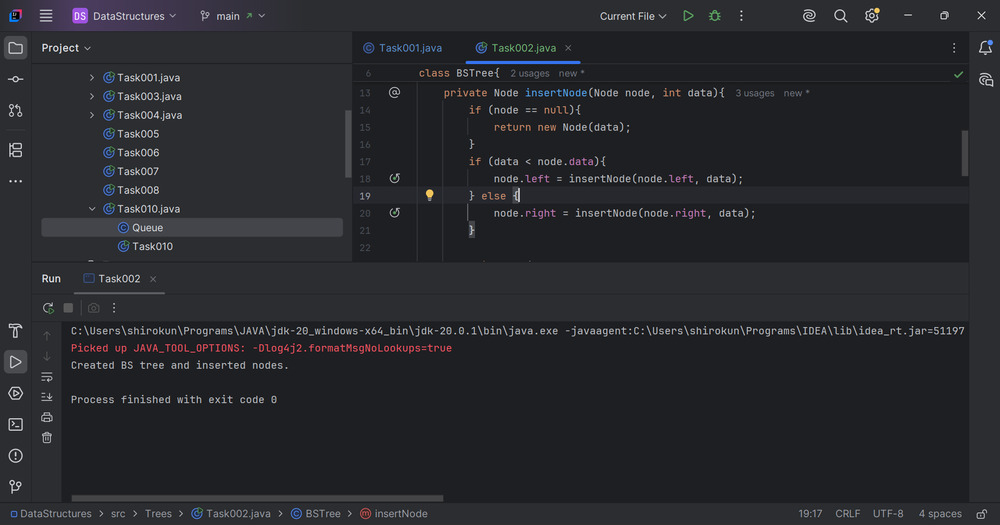 DS DataStructures main Current File
Project
Task001.java
Task003.java
Task004.java
Task005
Task006
Task007
Task008
Task010.java
Queue
Task010
Task001.java Task002.java
6 class BSTree{ 2 usages new *
13 @ private Node insertNode(Node node, int data){ 3 usages new *
14 if (node == null){
15 return new Node(data);
16 }
17 if (data < node.data){
18 node.left = insertNode(node.left, data);
19 } else {
20 node.right = insertNode(node.right, data);
21 }
22
Run Task002
C:\Users\shirokun\Programs\JAVA\jdk-20_windows-x64_bin\jdk-20.0.1\bin\java.exe -javaagent:C:\Users\shirokun\Programs\IDEA\lib\idea_rt.jar=51197
Picked up JAVA_TOOL_OPTIONS: -Dlog4j2.formatMsgNoLookups=true
Created BS tree and inserted nodes.
Process finished with exit code 0
DataStructures > src > Trees > Task002.java > BSTree > insertNode 19:17 CRLF UTF-8 4 spaces